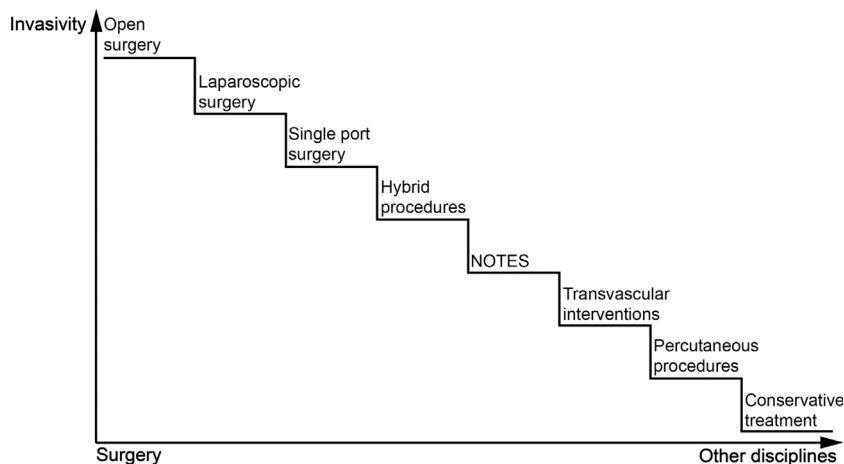 Invasivity
Open
surgery
Laparoscopic
surgery
Single port
surgery
Hybrid
procedures
NOTES
Transvascular
interventions
Percutaneous
procedures
Conservative
treatment
Surgery
Other disciplines